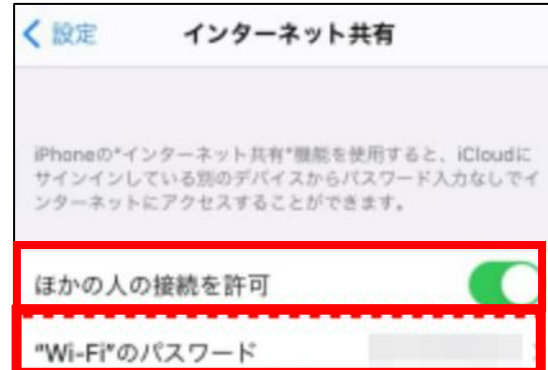 設定
インターネット共有
iPhoneの"インターネット共有"機能を使用すると、iCloudに
サインインしている別のデバイスからパスワード入力なしでイ
ンターネットにアクセスすることができます。
ほかの人の接続を許可
"Wi-Fi"のパスワード